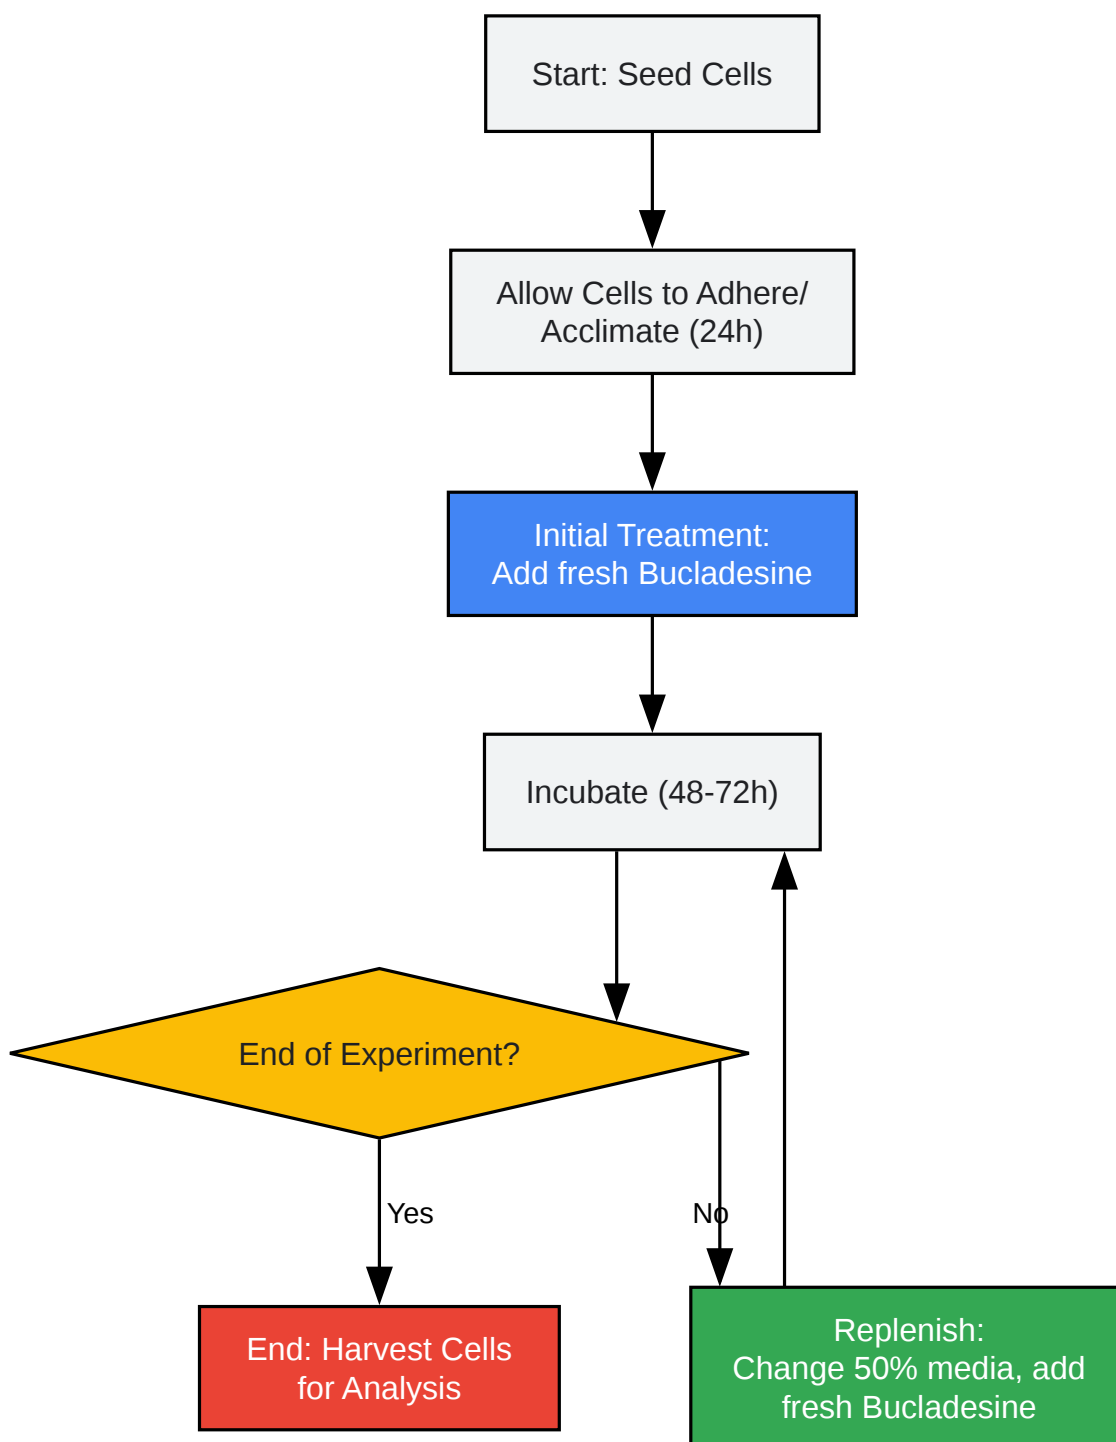 Start: Seed Cells
Allow Cells to Adhere/
Acclimate (24h)
Initial Treatment:
Add fresh Bucladesine
Incubate (48-72h)
End of Experiment?
Yes
No
End: Harvest Cells
for Analysis
Replenish:
Change 50% media, add
fresh Bucladesine